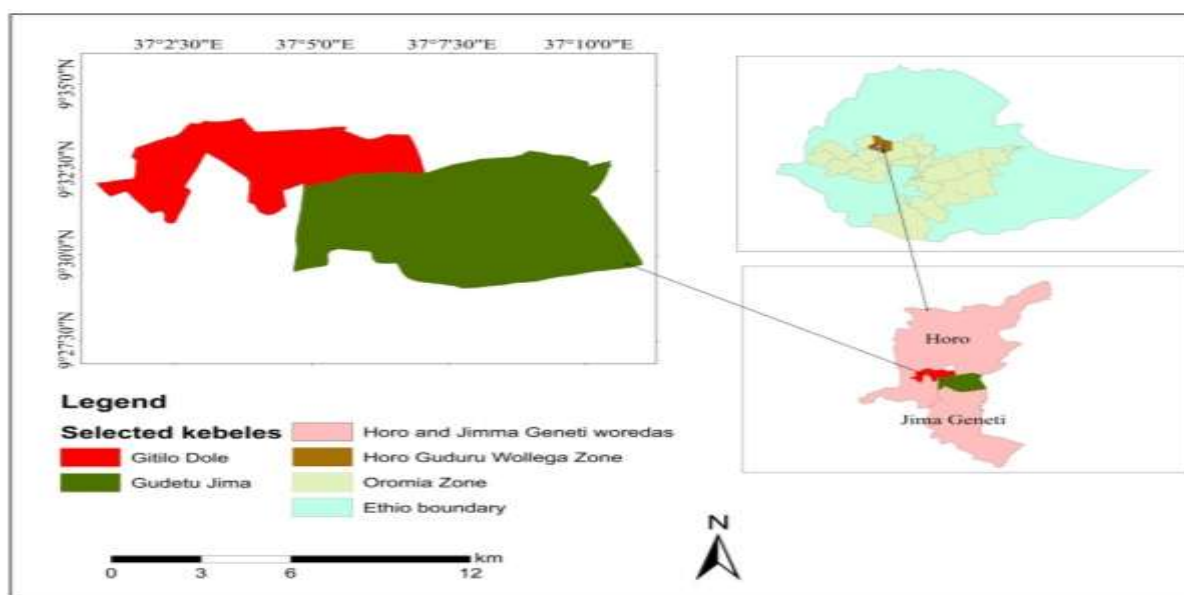 37°2'30"E 37°5'0"E 37°7'30"E 37°10'0"E
9°35'0"N
9°32'30"N
9°30'0"N
9°27'30"N
Horo
Jima Geneti
Legend
Selected kebeles
Gitilo Dole
Gudetu Jima
Horo and Jimma Geneti woredas
Horo Guduru Wollega Zone
Oromia Zone
Ethio boundary
N
km
0 3 6 12